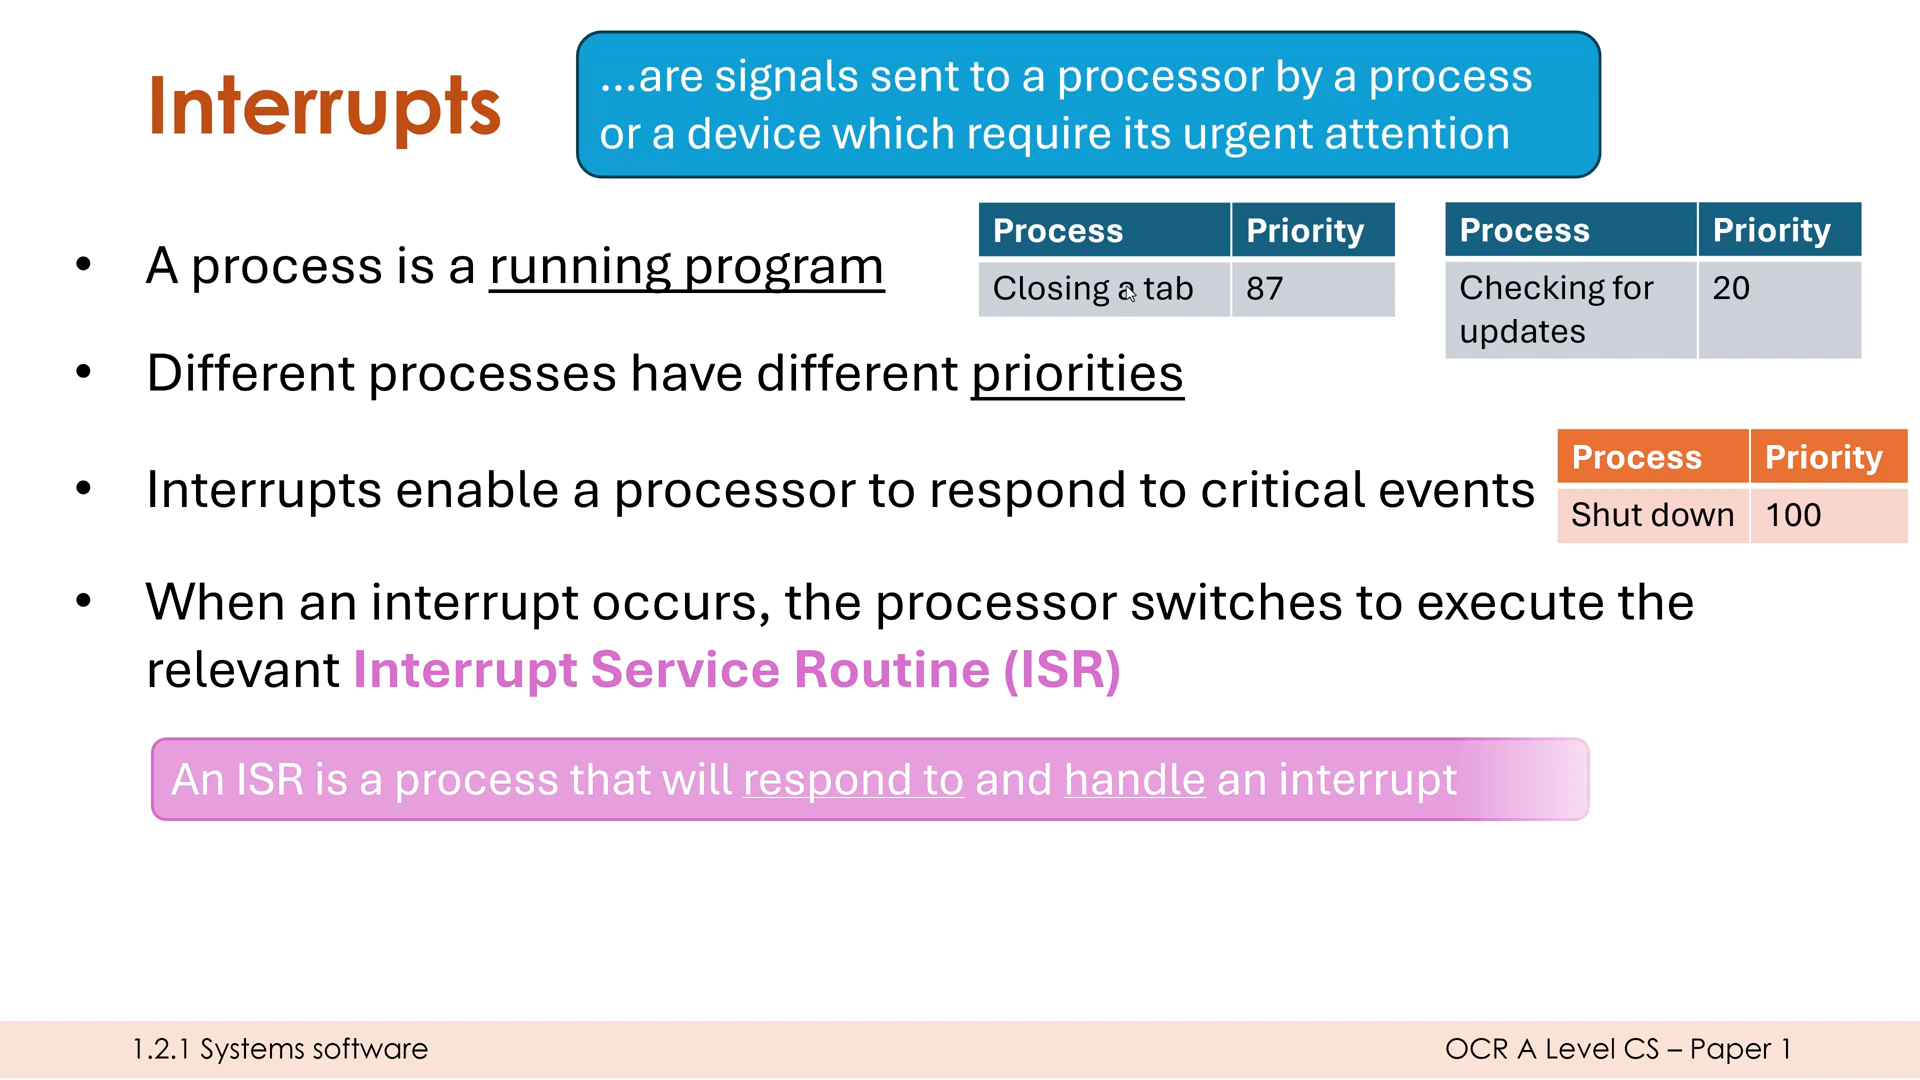 Interrupts
...are signals sent to a processor by a process
or a device which require its urgent attention
• A process is a running program
Process Priority
Closing a tab 87
Process Priority
Checking for 20
updates
• Different processes have different priorities
• Interrupts enable a processor to respond to critical events
Process Priority
Shut down 100
• When an interrupt occurs, the processor switches to execute the
relevant Interrupt Service Routine (ISR)
An ISR is a process that will respond to and handle an interrupt
1.2.1 Systems software
OCR A Level CS – Paper 1